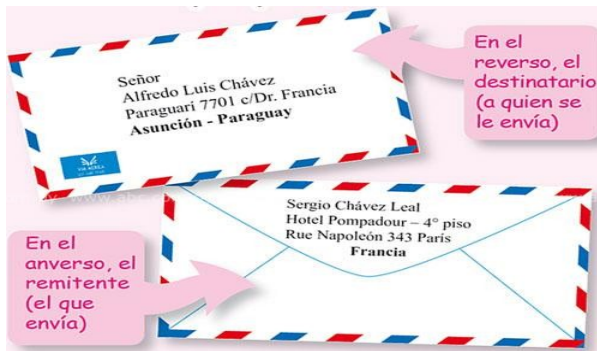 Señor
Alfredo Luis Chávez
Paraguari 7701 c/Dr. Francia
Asunción - Paraguay
En el
reverso, el
destinatario
(a quien se
le envía)
Sergio Chávez Leal
Hotel Pompadour – 4° piso
Rue Napoleón 343 París
Francia
En el
anverso, el
remitente
(el que
envía)